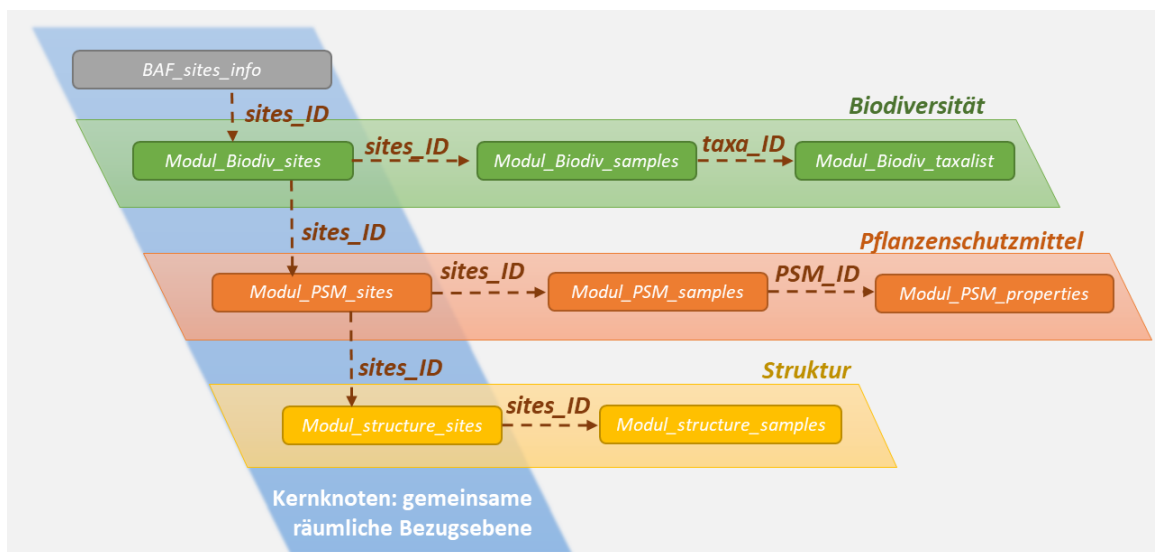 BAF_sites_info
sites_ID
Biodiversität
Modul_Biodiv_sites
sites_ID
Modul_Biodiv_samples
taxa_ID
Modul_Biodiv_taxalist
sites_ID
Pflanzenschutzmittel
Modul_PSM_sites
sites_ID
Modul_PSM_samples
PSM_ID
Modul_PSM_properties
sites_ID
Struktur
Modul_structure_sites
sites_ID
Modul_structure_samples
Kernknoten: gemeinsame
räumliche Bezugsebene